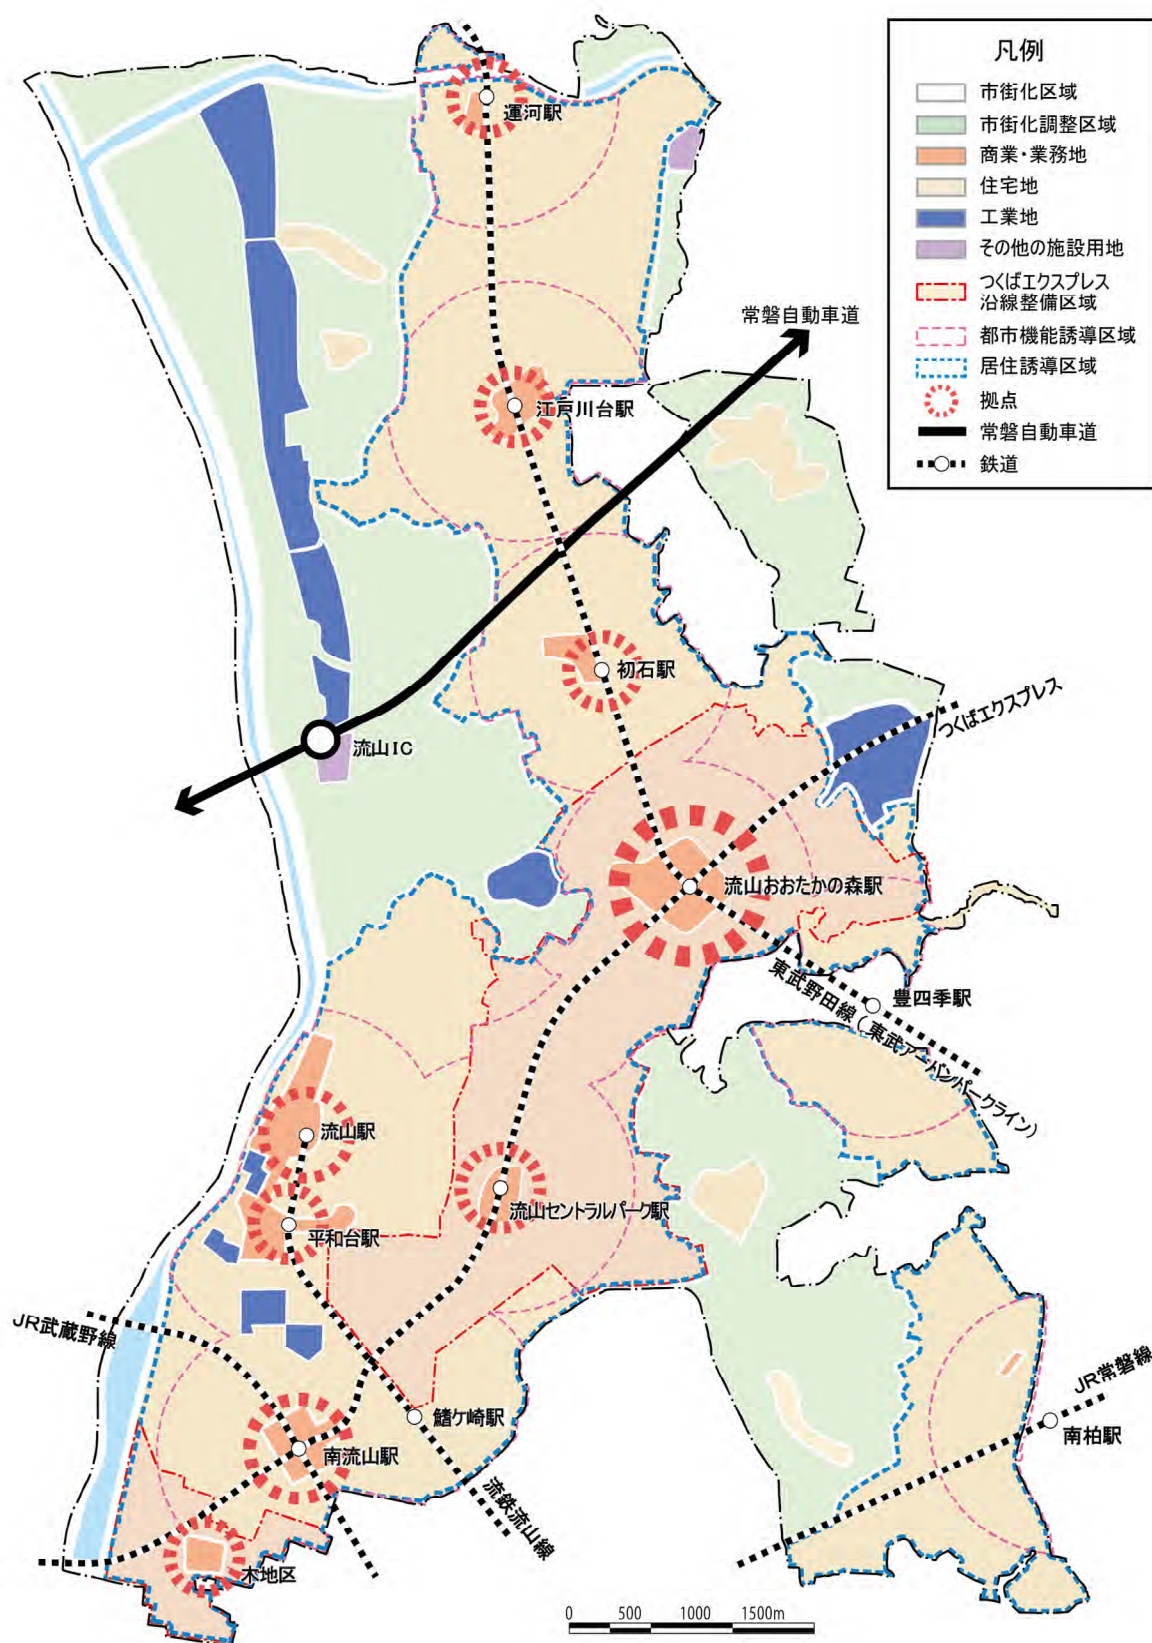 凡例
市街化区域
市街化調整区域
商業・業務地
住宅地
工業地
その他の施設用地
つくばエクスプレス
沿線整備区域
都市機能誘導区域
居住誘導区域
拠点
常磐自動車道
鉄道
運河駅
常磐自動車道
江戸川台駅
初石駅
つくばエクスプレス
流山IC
流山おおたかの森駅
豊四季駅
東武野田線(東武アーバンパークライン)
流山駅
流山セントラルパーク駅
平和台駅
JR武蔵野線
JR常磐線
鰭ケ崎駅
南柏駅
南流山駅
流鉄流山線
木地区
0 500 1000 1500m